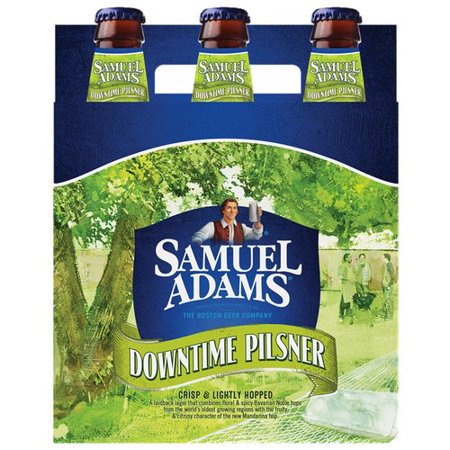 SAMUEL
ADAMS
DOWNTIME PILSNER
SAMUEL
ADAMS
DOWNTIME PILSNER
SAMUEL
ADAMS
DOWNTIME PILSNER
SAMUEL
ADAMS
THE BOSTON BEER COMPANY
DOWNTIME PILSNER
CRISP & LIGHTLY HOPPED
A laidback lager that combines floral & spicy Bavarian Noble hops
from the world's oldest growing regions with the fruity
& citrusy character of the new Mandarina hop.